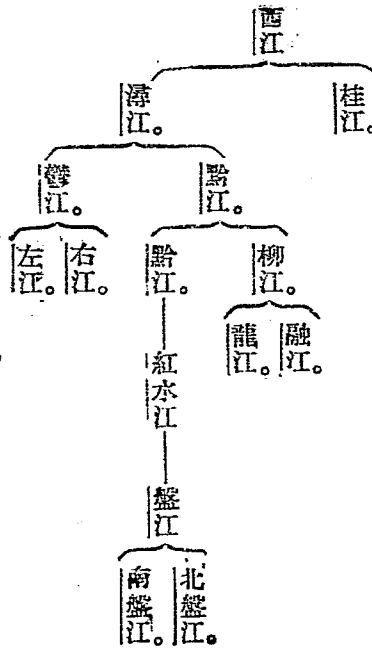 西江
桂江。
潯江。
黔江。
鬱江。
柳江。
黔江。
右江。
左江。
融江。
龍江。
紅水江
盤江
北盤江。
南盤江。